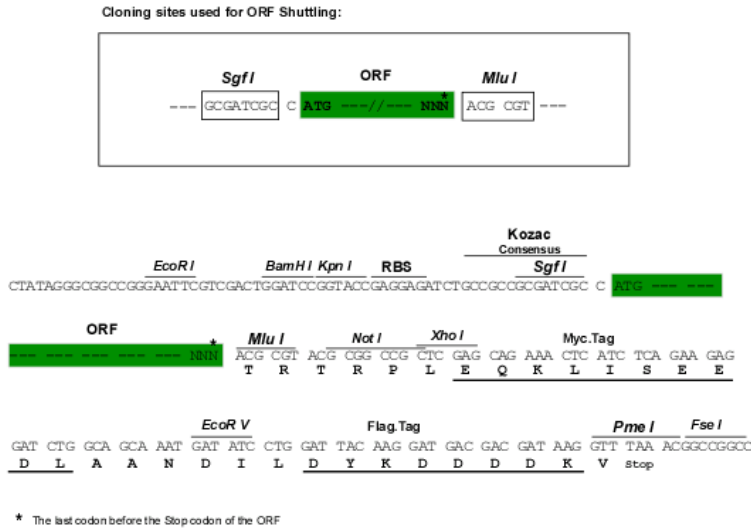 Cloning sites used for ORF Shuttling:
Sgf I ORF Mlu I
*
--- GCGATCGC C ATG ---//--- NNN ACG CGT ---
Kozac
Consensus
EcoR I BamH I Kpn I RBS Sgf I
CTATAGGGCGGCCGGGAATTCGTCGACTGGATCCGGTACCGAGGAGATCTGCCGCCGCGATCGC C ATG --- ---
ORF
* Mlu I Not I Xho I Myc.Tag
--- --- --- --- --- NNN ACG CGT ACG CGG CCG CTC GAG CAG AAA CTC ATC TCA GAA GAG
T R T R P L E Q K L I S E E
EcoR V Flag.Tag Pme I Fse I
GAT CTG GCA GCA AAT GAT ATC CTG GAT TAC AAG GAT GAC GAC GAT AAG GTT TAA ACGGCCGGCC
D L A A N D I L D Y K D D D D K V Stop
* The last codon before the Stop codon of the ORF